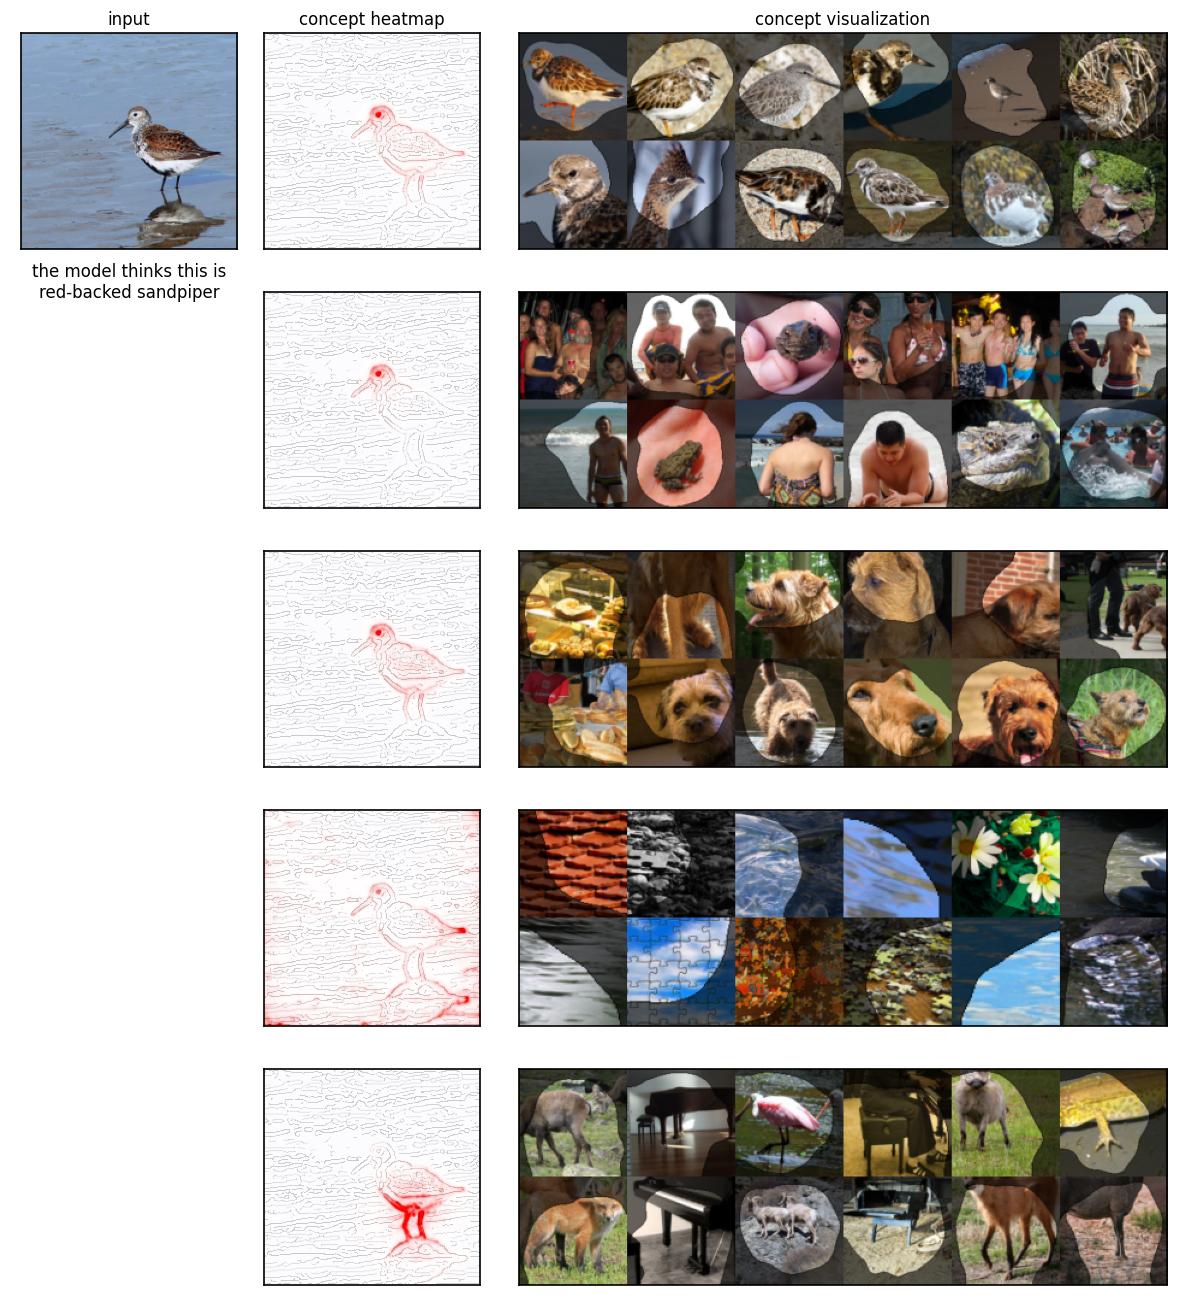 input
concept heatmap
concept visualization
the model thinks this is
red-backed sandpiper